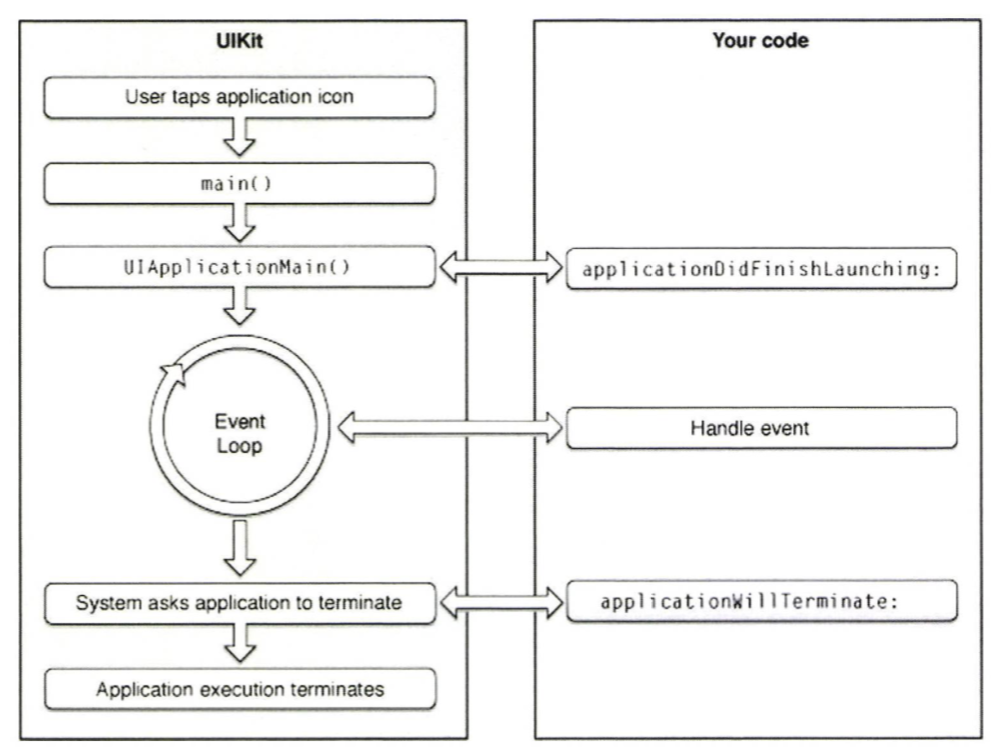 UIKit
User taps application icon
main()
UIApplicationMain()
Event
Loop
System asks application to terminate
Application execution terminates
Your code
applicationDidFinishLaunching:
Handle event
applicationWillTerminate: